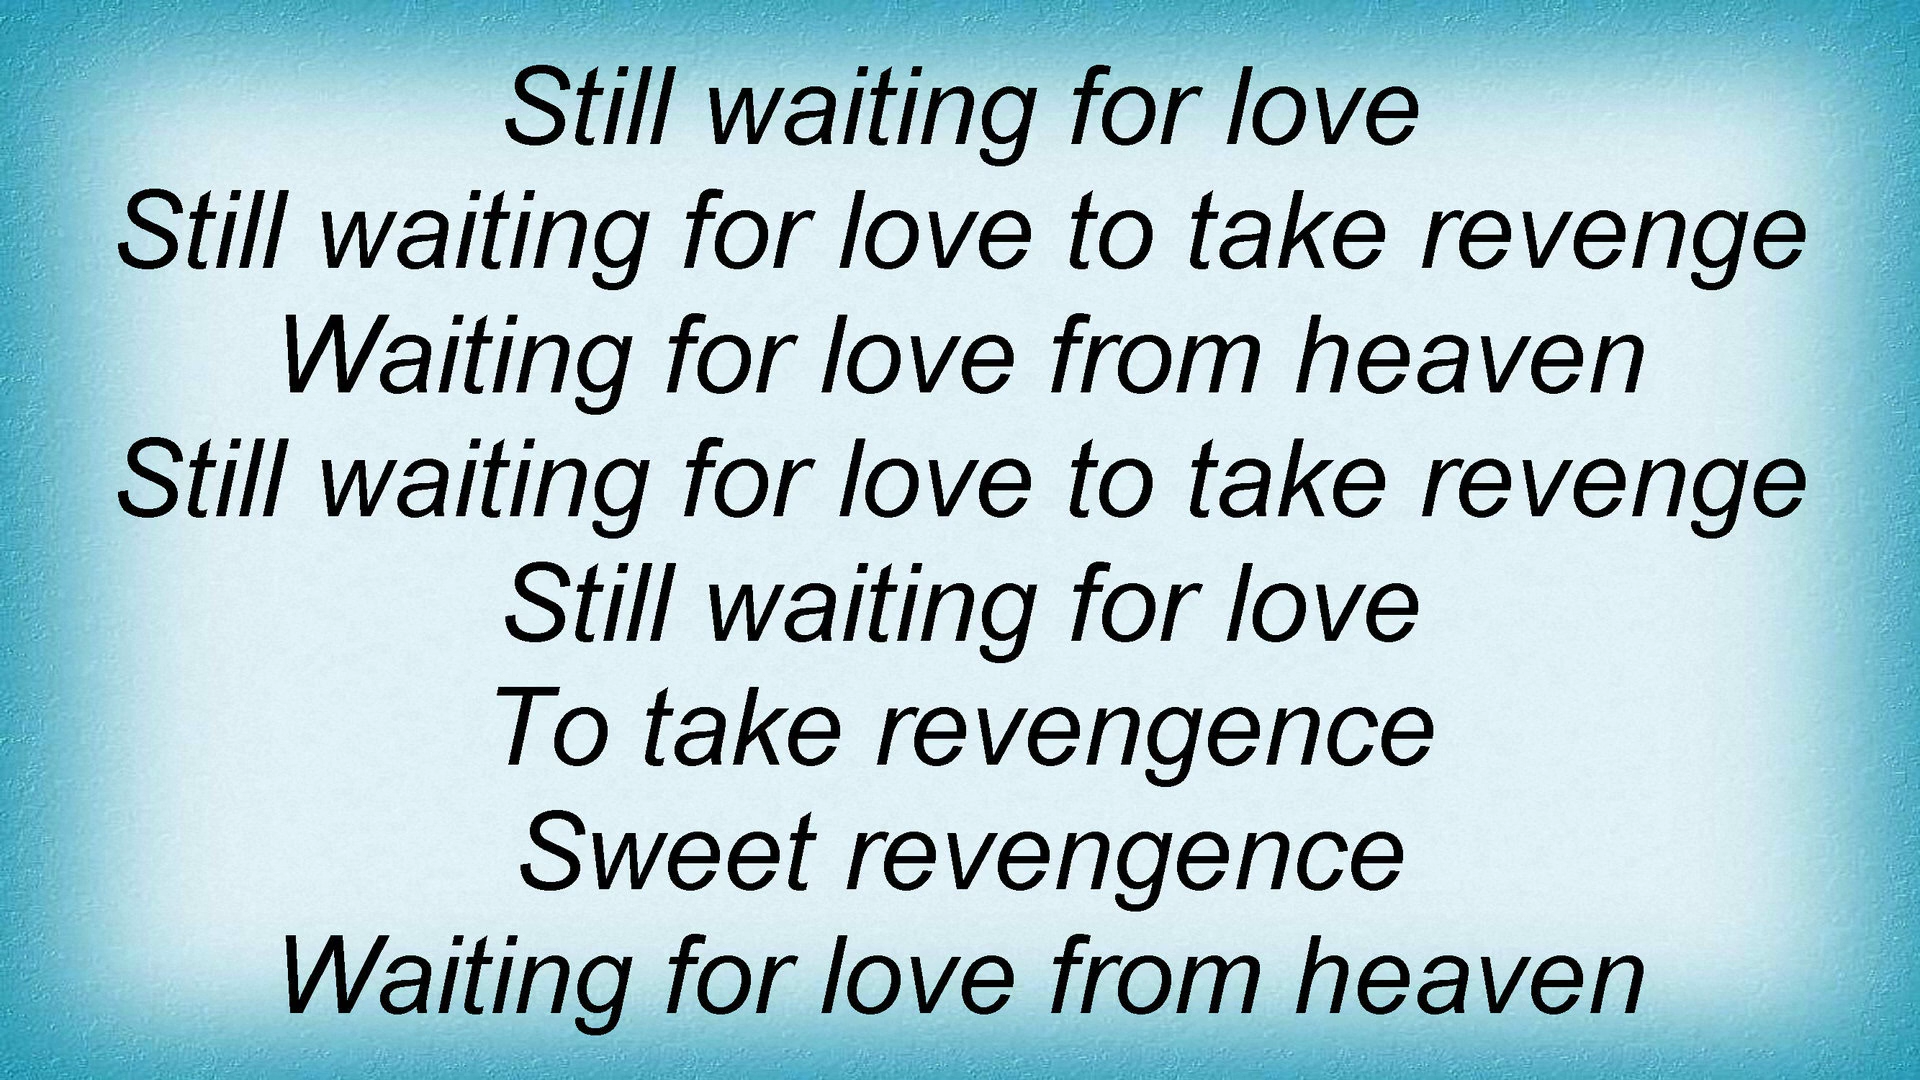 Still waiting for love
Still waiting for love to take revenge
Waiting for love from heaven
Still waiting for love to take revenge
Still waiting for love
To take revengence
Sweet revengence
Waiting for love from heaven